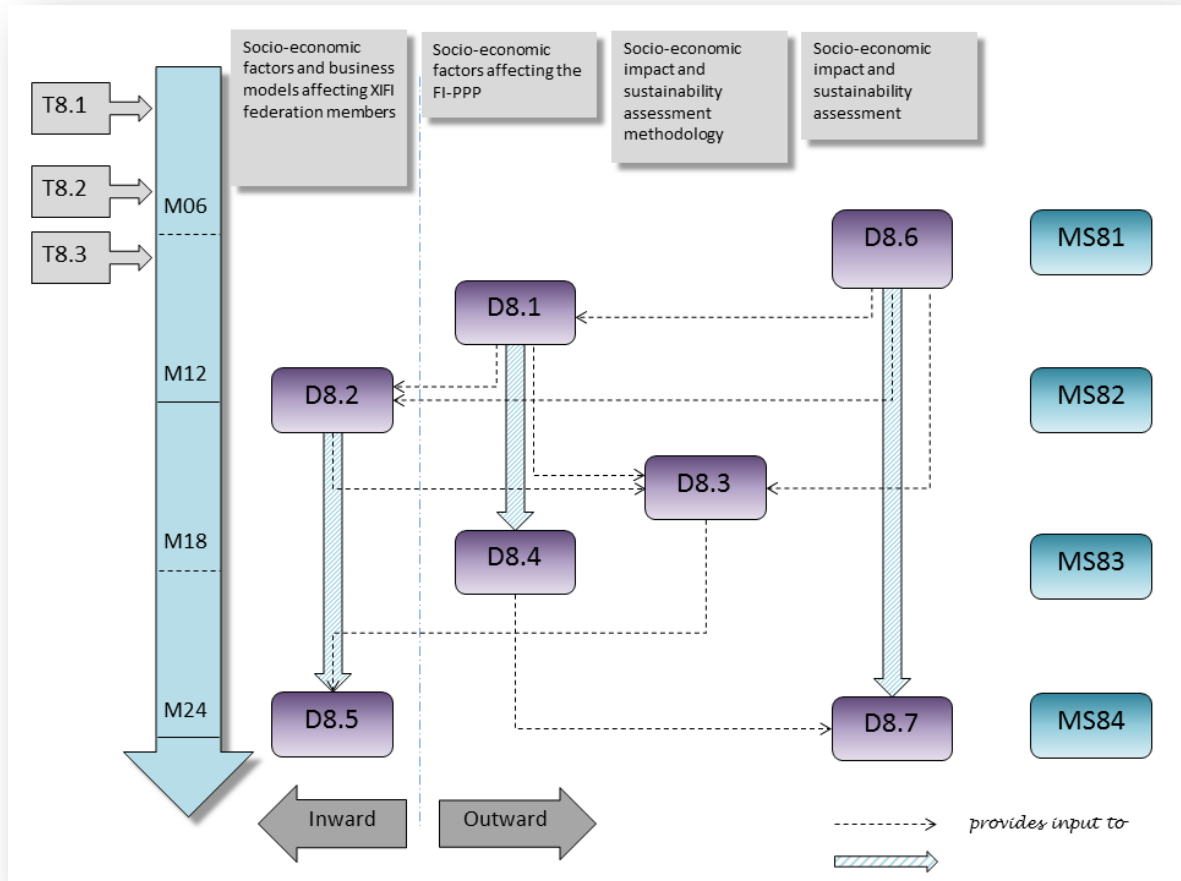 Socio-economic
factors and business
models affecting XIFI
federation members
Socio-economic
factors affecting the
FI-PPP
Socio-economic
impact and
sustainability
assessment
methodology
Socio-economic
impact and
sustainability
assessment
T8.1
T8.2
T8.3
M06
M12
M18
M24
D8.6
MS81
D8.1
D8.2
MS82
D8.3
D8.4
MS83
D8.5
D8.7
MS84
Inward
Outward
provides input to